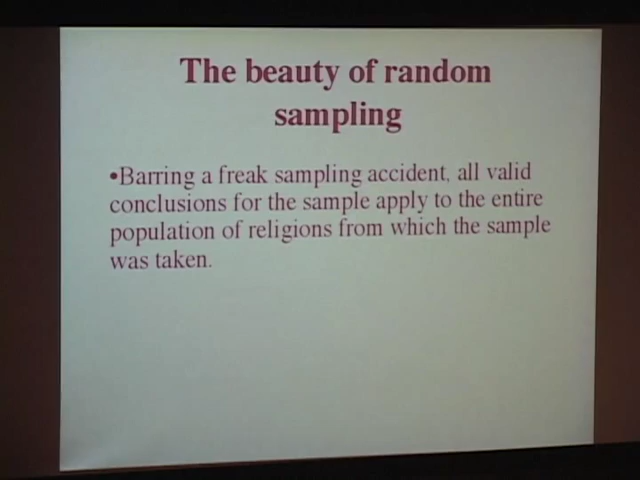 The beauty of random
sampling
•Barring a freak sampling accident, all valid
conclusions for the sample apply to the entire
population of religions from which the sample
was taken.